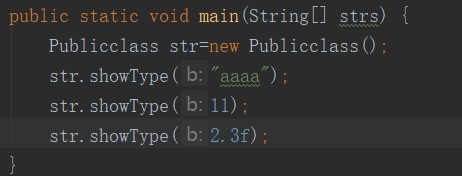 public static void main(String[] strs) {
Publicclass str=new Publicclass();
str.showType( b: "aaaa");
str.showType( b: 11);
str.showType( b: 2.3f);
}